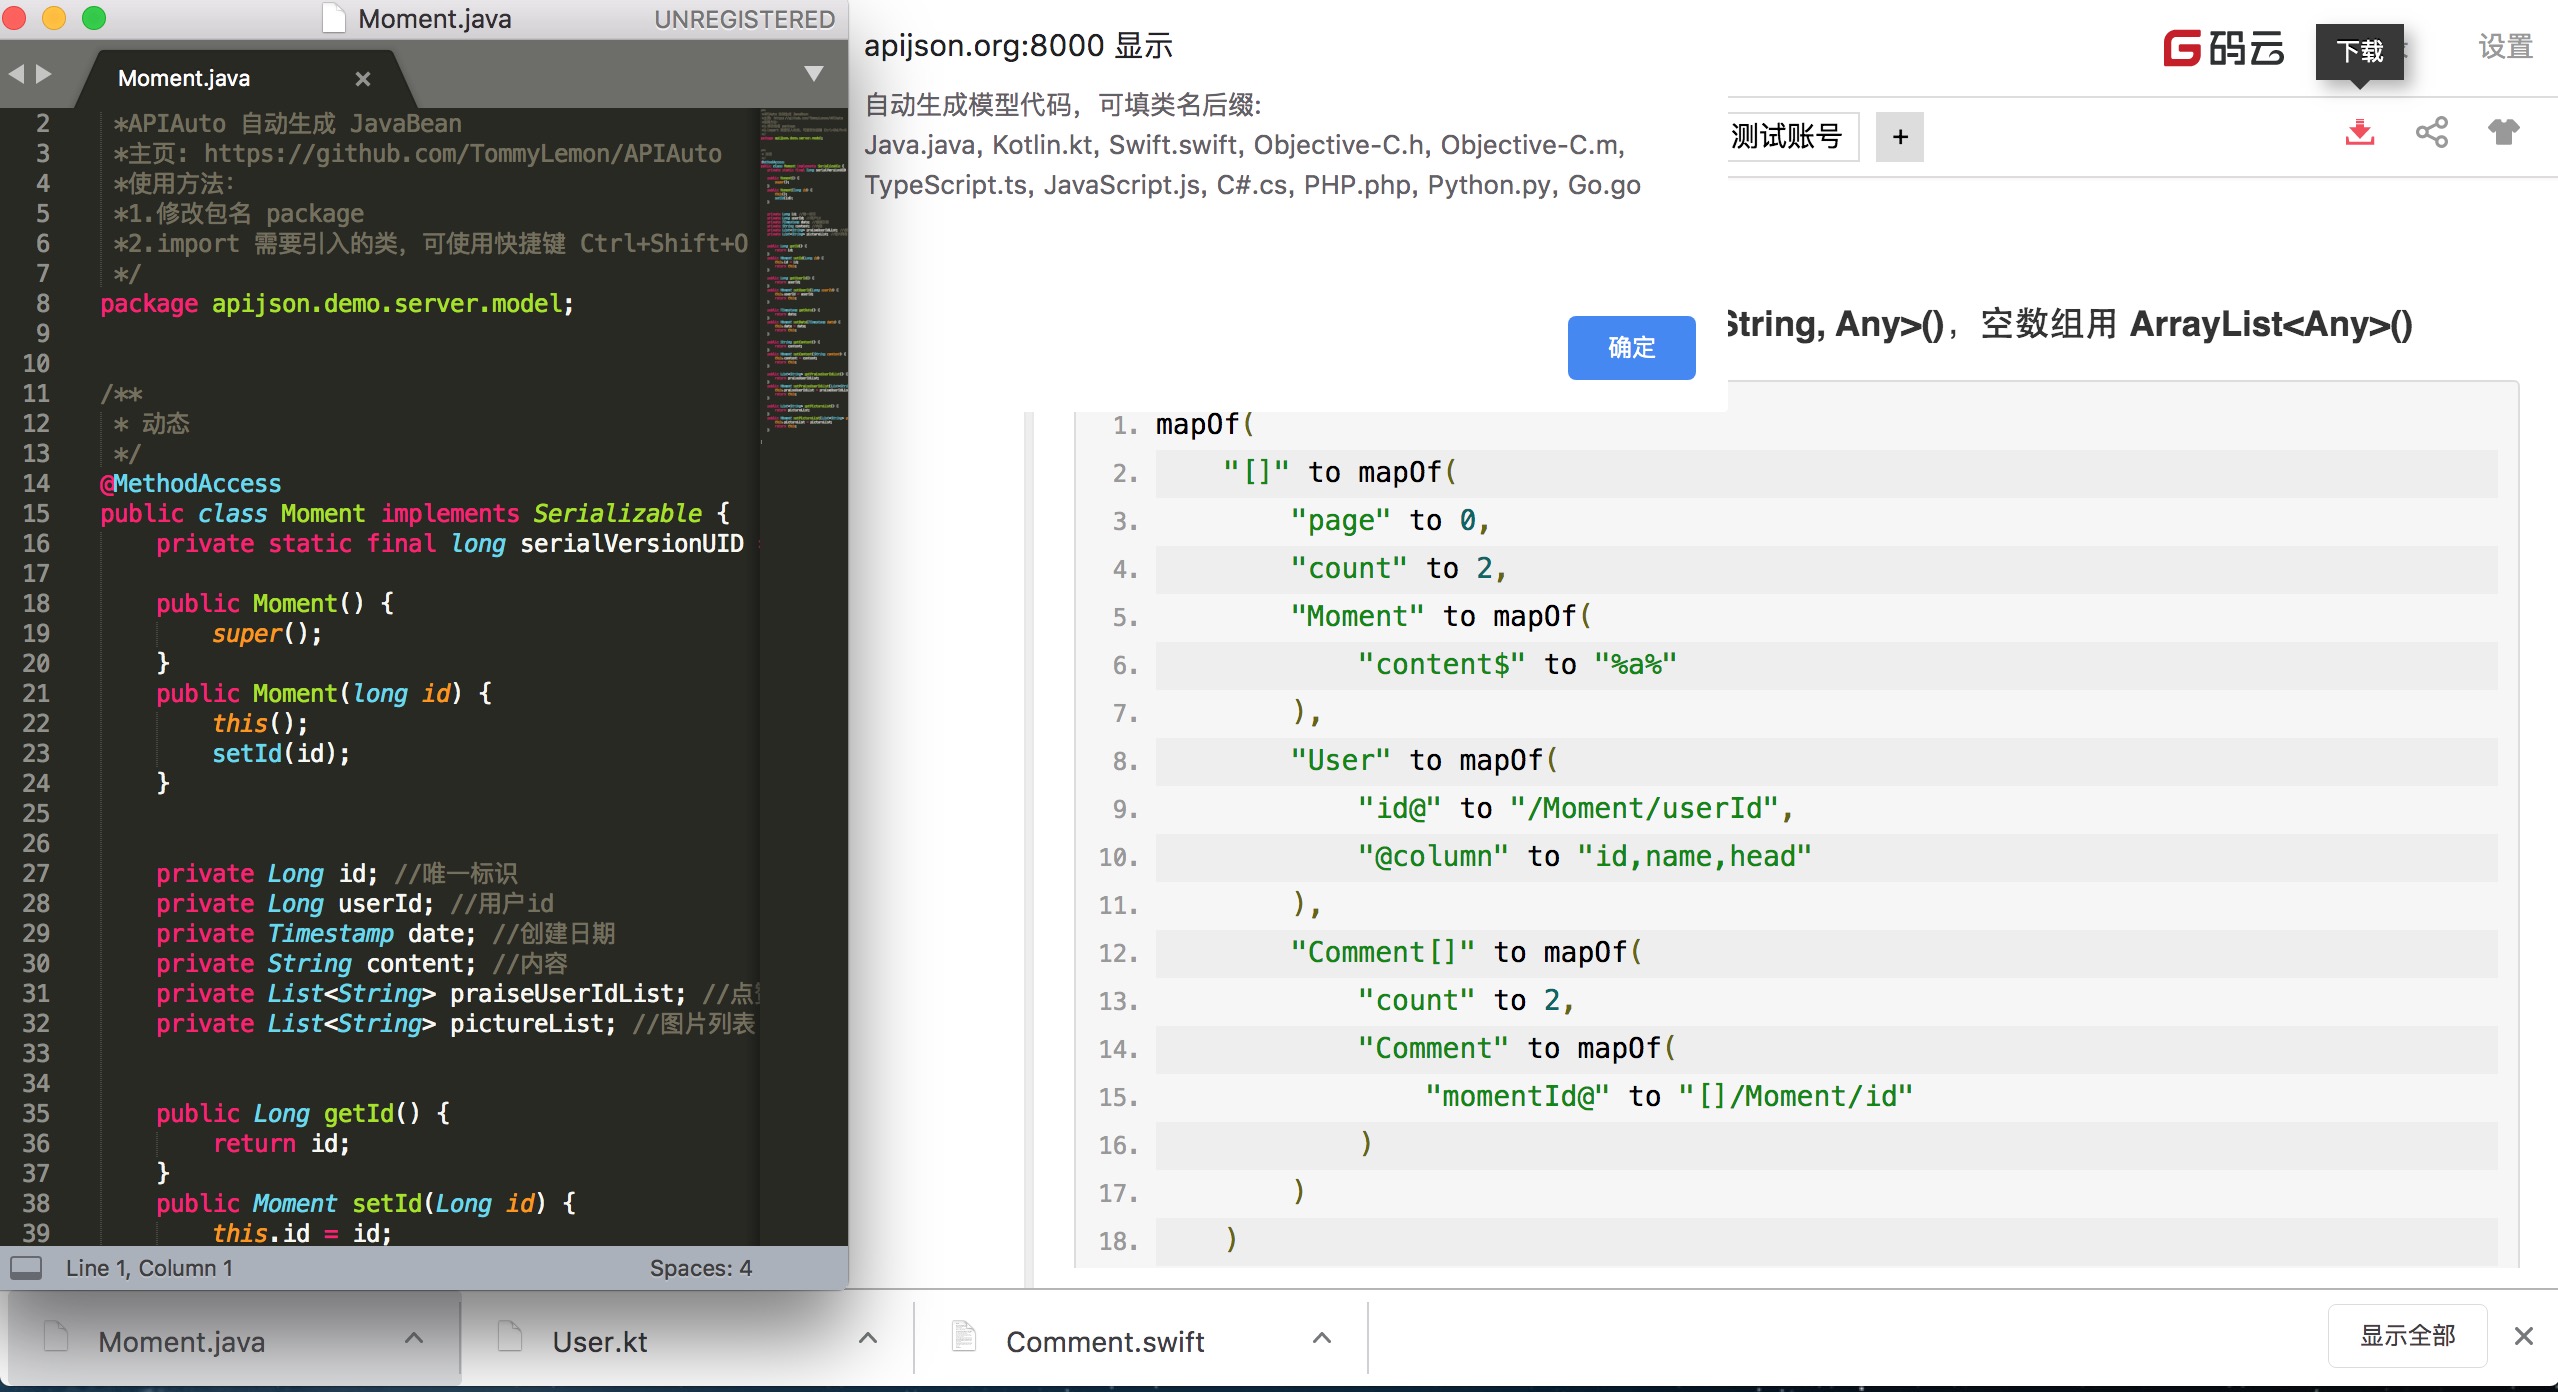 Moment.java
UNREGISTERED
Moment.java
2 *APIAuto 自动生成 JavaBean
3 *主页: https://github.com/TommyLemon/APIAuto
4 *使用方法:
5 *1.修改包名 package
6 *2.import 需要引入的类，可使用快捷键 Ctrl+Shift+O
7 */
8 package apijson.demo.server.model;
9
10
11 /**
12 * 动态
13 */
14 @MethodAccess
15 public class Moment implements Serializable {
16 private static final long serialVersionUID
17
18 public Moment() {
19 super();
20 }
21 public Moment(long id) {
22 this();
23 setId(id);
24 }
25
26
27 private Long id; //唯一标识
28 private Long userId; //用户id
29 private Timestamp date; //创建日期
30 private String content; //内容
31 private List<String> praiseUserIdList; //点
32 private List<String> pictureList; //图片列表
33
34
35 public Long getId() {
36 return id;
37 }
38 public Moment setId(Long id) {
39 this.id = id;
Line 1, Column 1
Spaces: 4
apijson.org:8000 显示
自动生成模型代码，可填类名后缀:
Java.java, Kotlin.kt, Swift.swift, Objective-C.h, Objective-C.m,
TypeScript.ts, JavaScript.js, C#.cs, PHP.php, Python.py, Go.go
确定
G 码云
下载
设置
测试账号
+
String, Any>()，空数组用 ArrayList<Any>()
1. mapOf(
2. "[]" to mapOf(
3. "page" to 0,
4. "count" to 2,
5. "Moment" to mapOf(
6. "content$" to "%a%"
7. ),
8. "User" to mapOf(
9. "id@" to "/Moment/userId",
10. "@column" to "id,name,head"
11. ),
12. "Comment[]" to mapOf(
13. "count" to 2,
14. "Comment" to mapOf(
15. "momentId@" to "[]/Moment/id"
16. )
17. )
18. )
Moment.java
User.kt
Comment.swift
显示全部